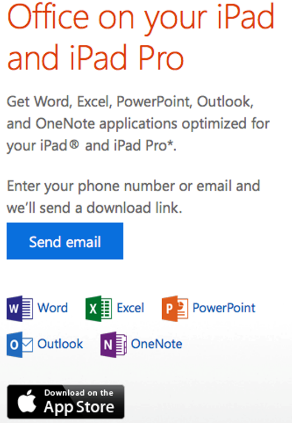 Office on your iPad
and iPad Pro
Get Word, Excel, PowerPoint, Outlook,
and OneNote applications optimized for
your iPad® and iPad Pro*.
Enter your phone number or email and
we'll send a download link.
Send email
W Word X Excel P PowerPoint
O Outlook N OneNote
Download on the
App Store